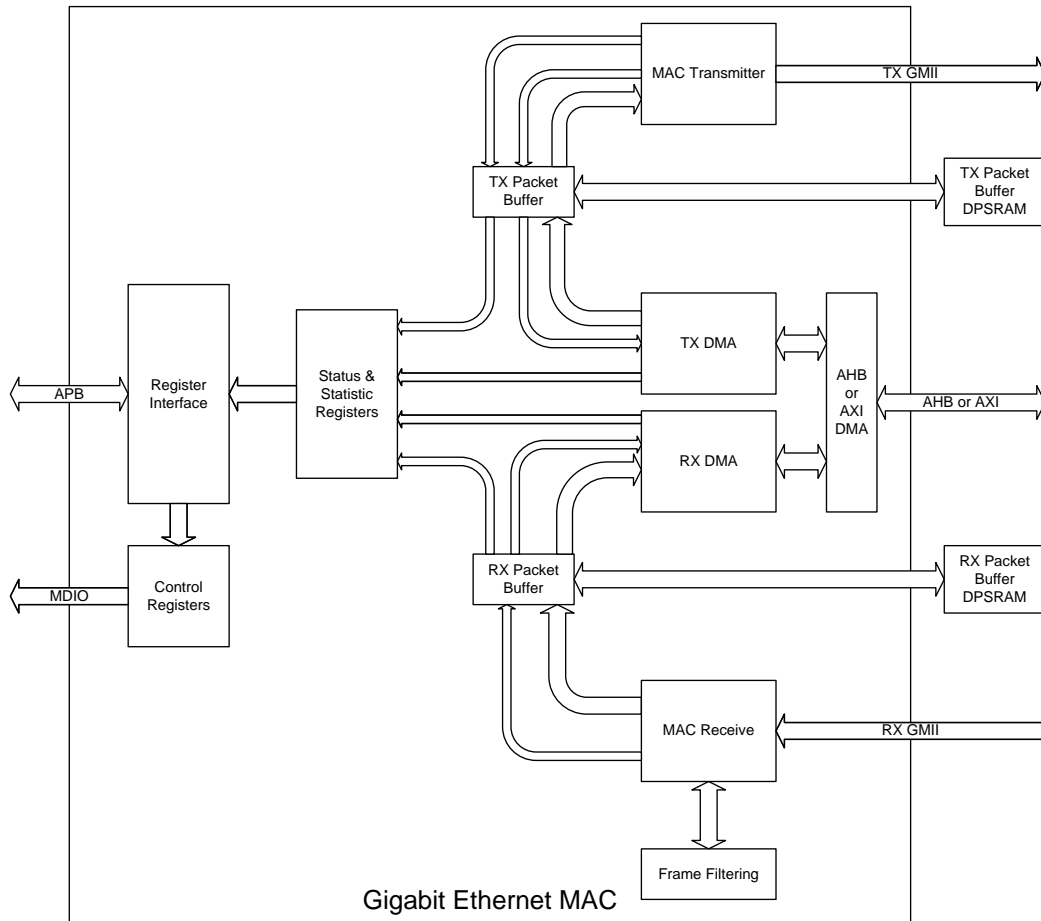 MAC Transmitter
TX GMII
TX Packet
Buffer
TX Packet
Buffer
DPSRAM
Register
Interface
Status &
Statistic
Registers
TX DMA
AHB
or
AXI
DMA
APB
AHB or AXI
RX DMA
Control
Registers
MDIO
RX Packet
Buffer
RX Packet
Buffer
DPSRAM
MAC Receive
RX GMII
Frame Filtering
Gigabit Ethernet MAC